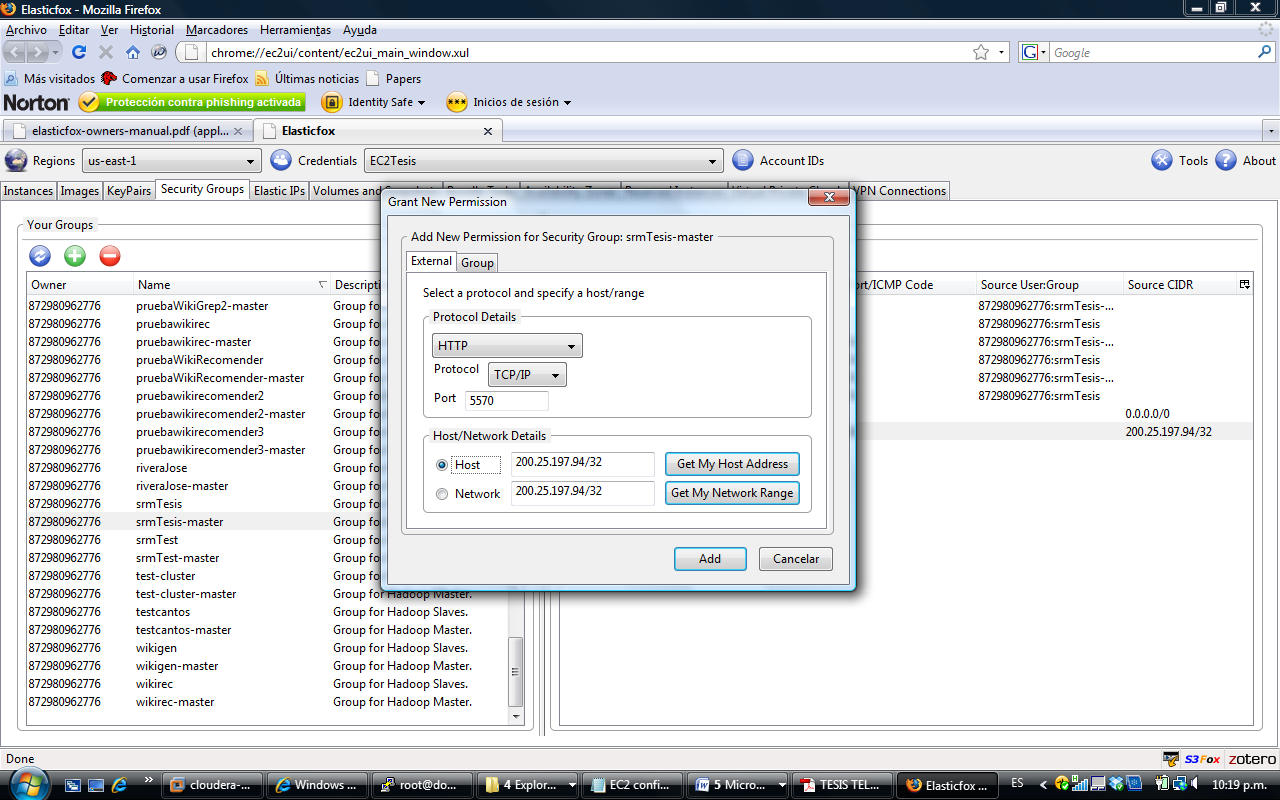 Elasticfox - Mozilla Firefox
Archivo Editar Ver Historial Marcadores Herramientas Ayuda
chrome://ec2ui/content/ec2ui_main_window.xul
Google
Más visitados Comenzar a usar Firefox Últimas noticias Papers
Norton Protección contra phishing activada Identity Safe Inicios de sesión
elasticfox-owners-manual.pdf (appl... Elasticfox
Regions us-east-1 Credentials EC2Tesis Account IDs Tools About
Instances Images KeyPairs Security Groups Elastic IPs Volumes and VPN Connections
Grant New Permission
Your Groups
Add New Permission for Security Group: srmTesis-master
External Group
Owner Name Descripti
ort/ICMP Code Source User:Group Source CIDR
Select a protocol and specify a host/range
Protocol Details
HTTP
Protocol TCP/IP
Port 5570
Host/Network Details
Host 200.25.197.94/32 Get My Host Address
Network 200.25.197.94/32 Get My Network Range
Add Cancelar
872980962776 pruebaWikiGrep2-master Group fo
872980962776 pruebawikirec Group fo
872980962776 pruebawikirec-master Group fo
872980962776 pruebaWikiRecomender Group fo
872980962776 pruebaWikiRecomender-master Group fo
872980962776 pruebawikirecomender2 Group fo
872980962776 pruebawikirecomender2-master Group fo
872980962776 pruebawikirecomender3 Group fo
872980962776 pruebawikirecomender3-master Group fo
872980962776 riveraJose Group fo
872980962776 riveraJose-master Group fo
872980962776 srmTesis Group fo
872980962776 srmTesis-master Group fo
872980962776 srmTest Group fo
872980962776 srmTest-master Group fo
872980962776 test-cluster Group fo
872980962776 test-cluster-master Group for Hadoop Master.
872980962776 testcantos Group for Hadoop Slaves.
872980962776 testcantos-master Group for Hadoop Master.
872980962776 wikigen Group for Hadoop Slaves.
872980962776 wikigen-master Group for Hadoop Master.
872980962776 wikirec Group for Hadoop Slaves.
872980962776 wikirec-master Group for Hadoop Master.
872980962776:srmTesis-...
872980962776:srmTesis
872980962776:srmTesis-...
872980962776:srmTesis
872980962776:srmTesis-...
872980962776:srmTesis
0.0.0.0/0
200.25.197.94/32
Done S3Fox zotero
cloudera-... Windows ... root@do... 4 Explor... EC2 confi... 5 Microo... TESIS TEL... Elasticfox ... ES 10:19 p.m.